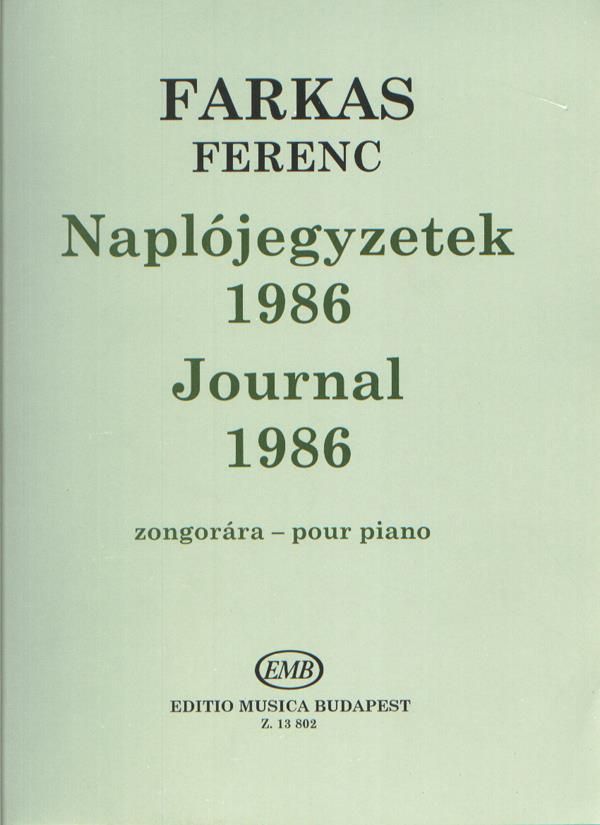 FARKAS
FERENC
Naplójegyzetek
1986
Journal
1986
zongorára – pour piano
EMB
EDITIO MUSICA BUDAPEST
Z. 13 802